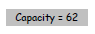 Capacity = 62